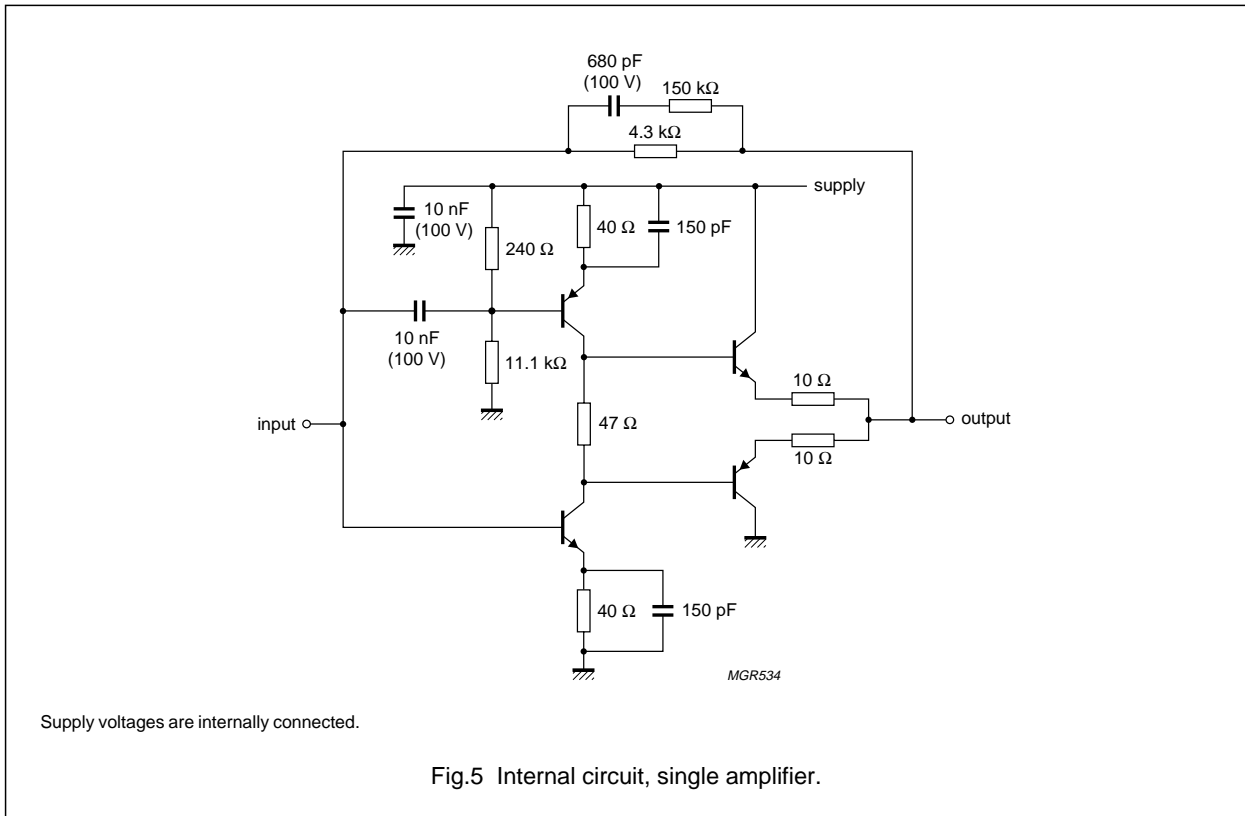 680 pF
(100 V)
150 kΩ
4.3 kΩ
supply
10 nF
(100 V)
240 Ω
40 Ω
150 pF
10 nF
(100 V)
11.1 kΩ
10 Ω
input
47 Ω
output
10 Ω
40 Ω
150 pF
MGR534
Supply voltages are internally connected.
Fig.5 Internal circuit, single amplifier.